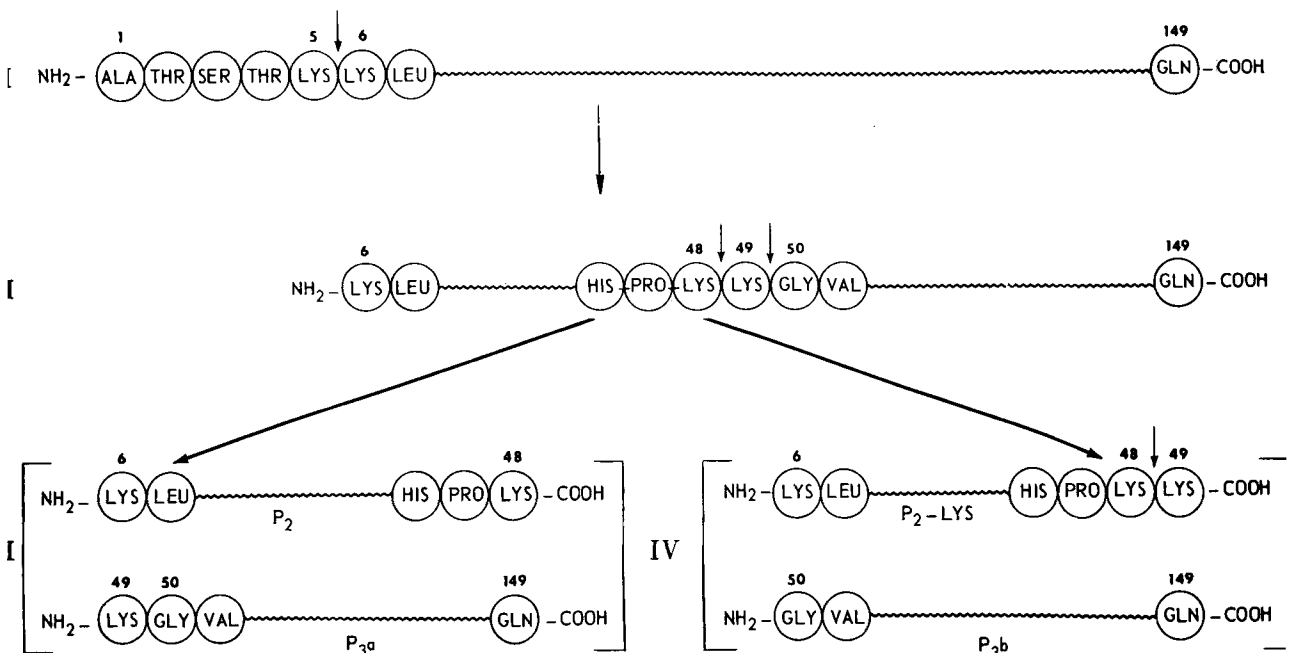 1 5 6 149
[ NH2- ALA THR SER THR LYS LYS LEU GLN -COOH
6 48 49 50 149
I NH2- LYS LEU HIS PRO LYS LYS GLY VAL GLN -COOH
6 48
NH2- LYS LEU HIS PRO LYS -COOH
P2
I
49 50 149
NH2- LYS GLY VAL GLN -COOH
P3a
IV
6 48 49
NH2- LYS LEU HIS PRO LYS LYS -COOH
P2-LYS
50 149
NH2- GLY VAL GLN -COOH
P3b